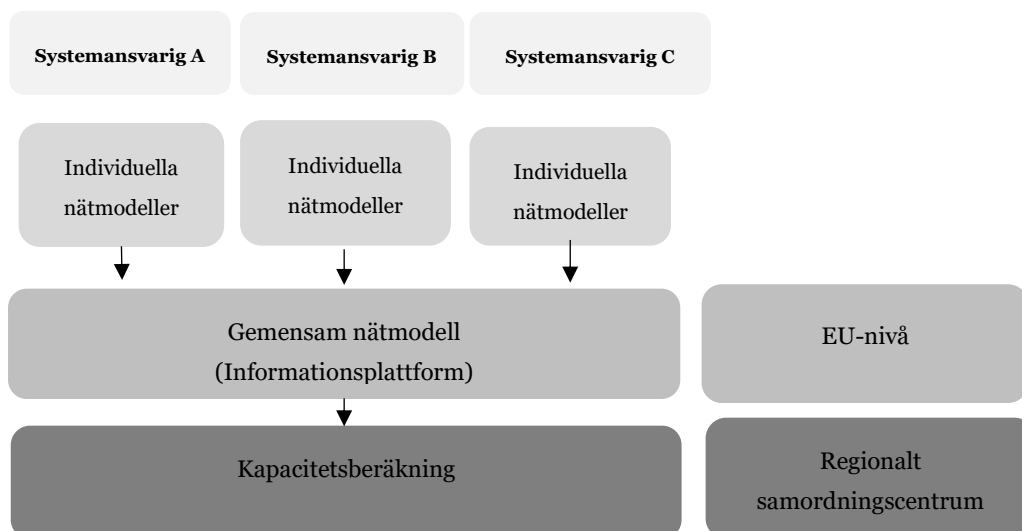 Systemansvarig A
Systemansvarig B
Systemansvarig C
Individuella
nätmodeller
Individuella
nätmodeller
Individuella
nätmodeller
Gemensam nätmodell
(Informationsplattform)
EU-nivå
Kapacitetsberäkning
Regionalt
samordningscentrum